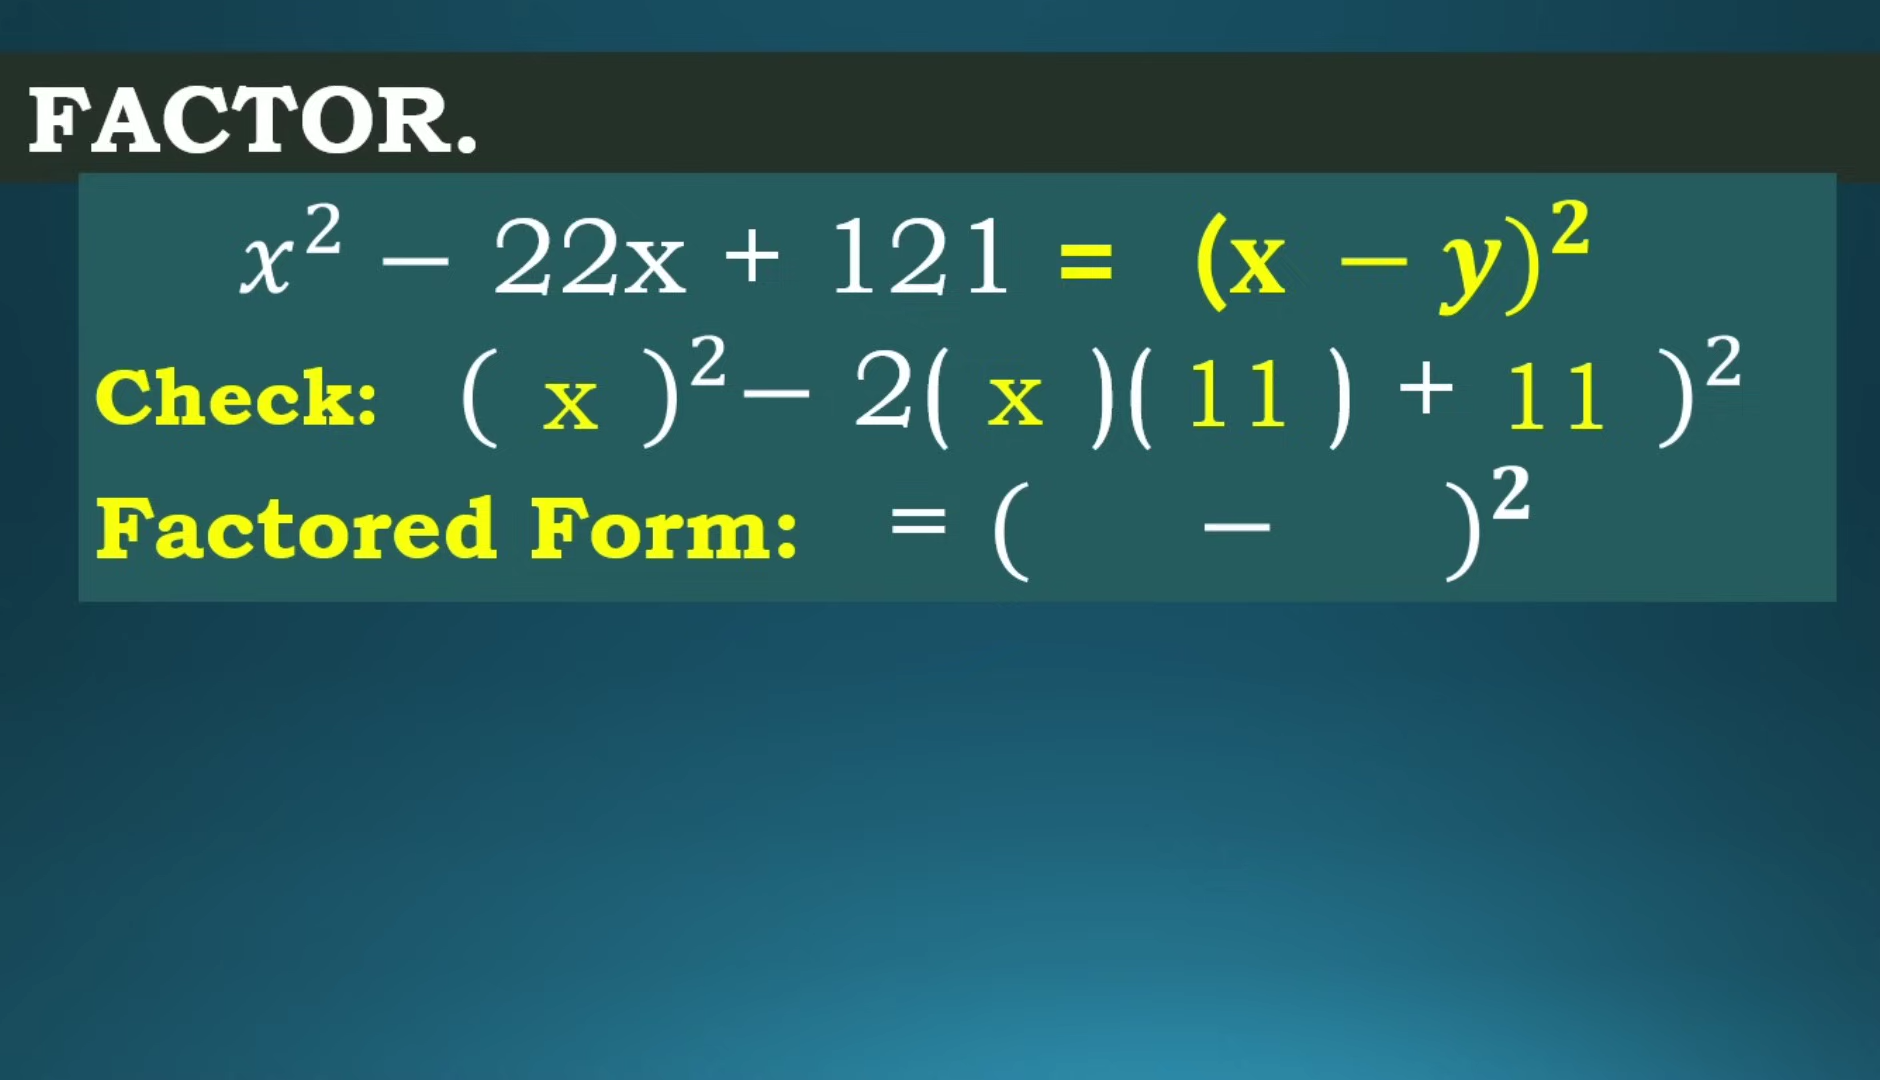 FACTOR.
x² − 22x + 121 = (x − y)²
Check: ( x )² − 2( x )( 11 ) + 11 )²
Factored Form: = ( − )²